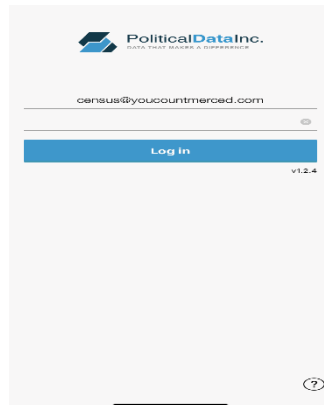 PoliticalDataInc.
DATA THAT MAKES A DIFFERENCE
census@youcountmerced.com
Log in
v1.2.4
?